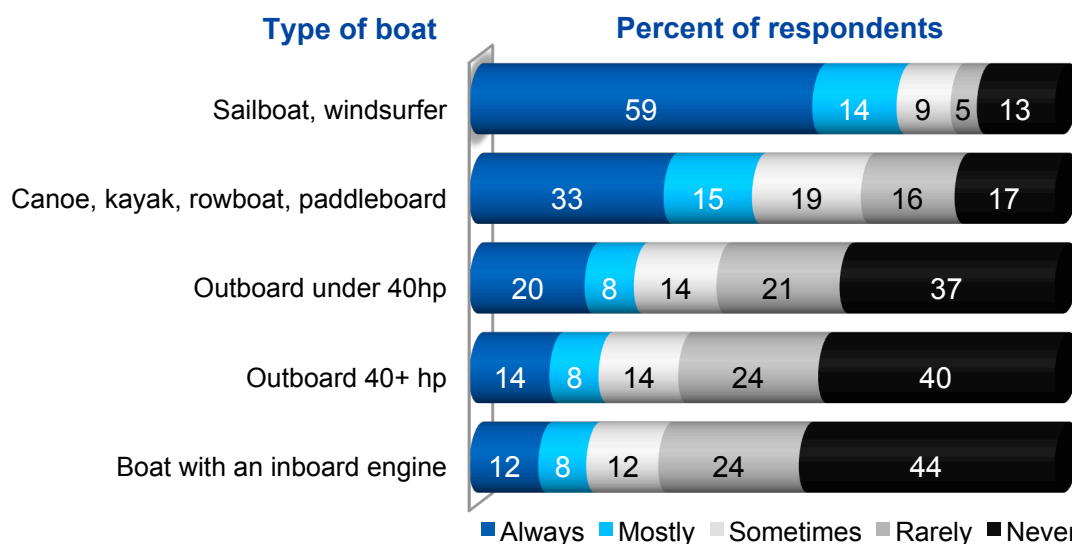 Type of boat Percent of respondents
Sailboat, windsurfer 59 14 9 5 13
Canoe, kayak, rowboat, paddleboard 33 15 19 16 17
Outboard under 40hp 20 8 14 21 37
Outboard 40+ hp 14 8 14 24 40
Boat with an inboard engine 12 8 12 24 44
Always Mostly Sometimes Rarely Never